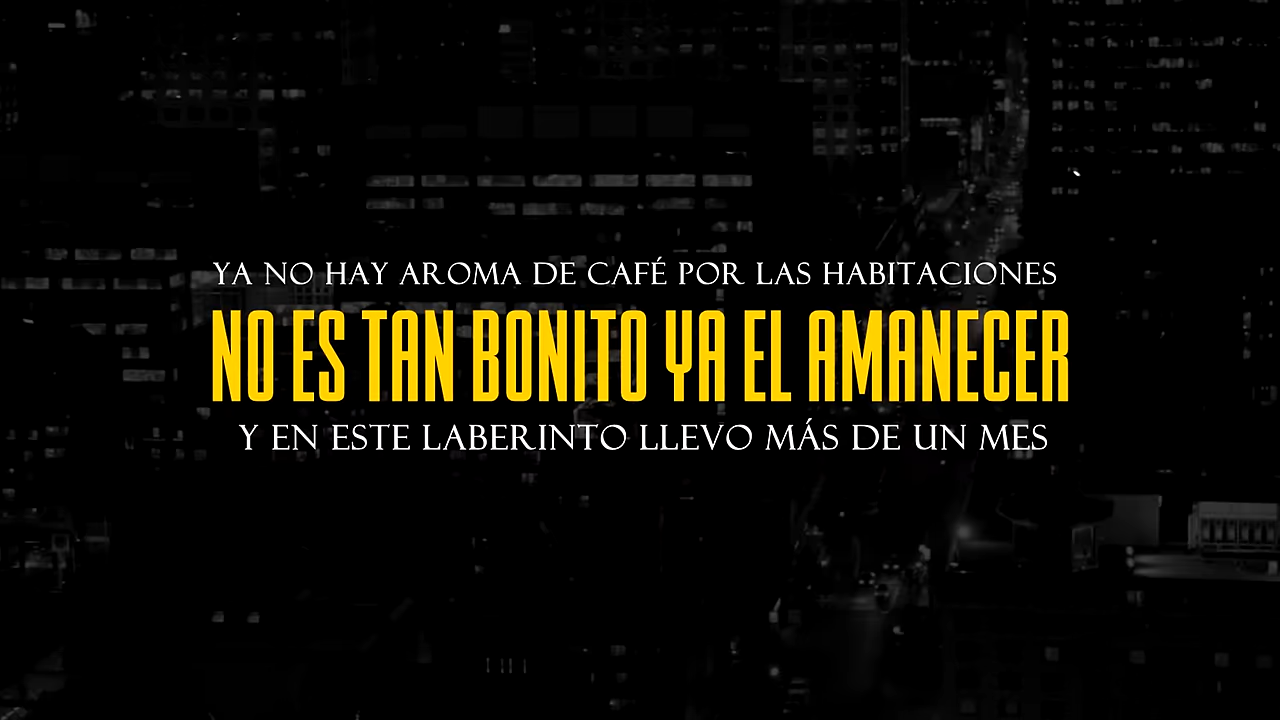 YA NO HAY AROMA DE CAFÉ POR LAS HABITACIONES
NO ES TAN BONITO YA EL AMANECER
Y EN ESTE LABERINTO LLEVO MÁS DE UN MES